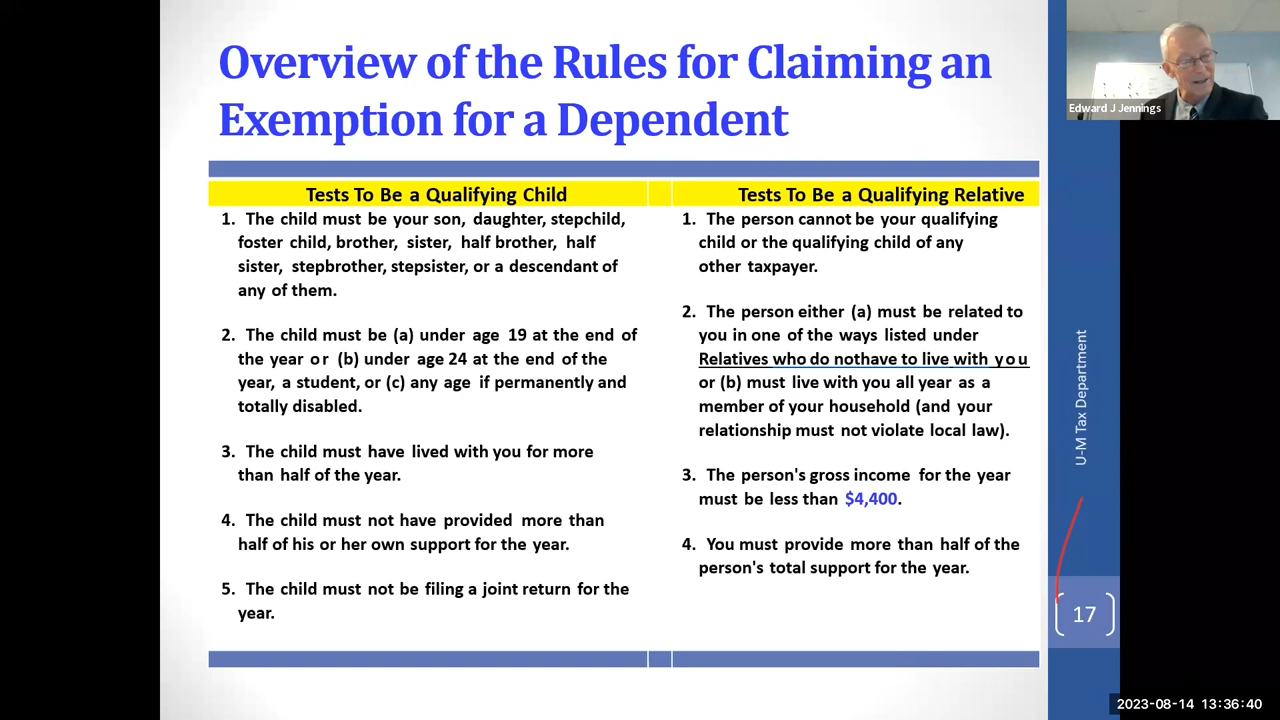 Overview of the Rules for Claiming an
Exemption for a Dependent
Edward J Jennings
Tests To Be a Qualifying Child
1. The child must be your son, daughter, stepchild,
foster child, brother, sister, half brother, half
sister, stepbrother, stepsister, or a descendant of
any of them.
2. The child must be (a) under age 19 at the end of
the year or (b) under age 24 at the end of the
year, a student, or (c) any age if permanently and
totally disabled.
3. The child must have lived with you for more
than half of the year.
4. The child must not have provided more than
half of his or her own support for the year.
5. The child must not be filing a joint return for the
year.
Tests To Be a Qualifying Relative
1. The person cannot be your qualifying
child or the qualifying child of any
other taxpayer.
2. The person either (a) must be related to
you in one of the ways listed under
Relatives who do nothave to live with you
or (b) must live with you all year as a
member of your household (and your
relationship must not violate local law).
3. The person's gross income for the year
must be less than $4,400.
4. You must provide more than half of the
person's total support for the year.
U-M Tax Department
17
2023-08-14 13:36:40